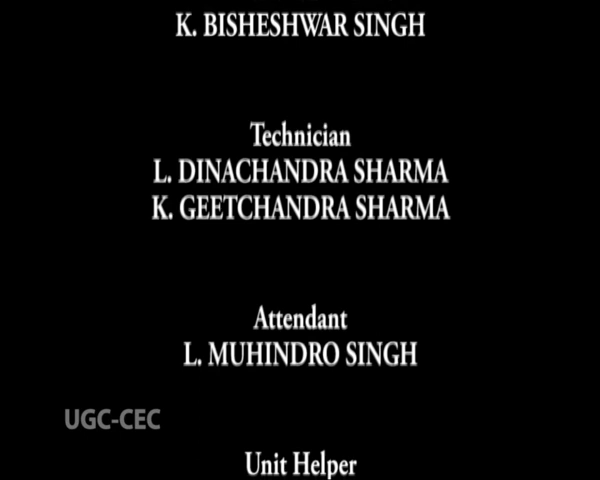 K. BISHESHWAR SINGH
Technician
L. DINACHANDRA SHARMA
K. GEETCHANDRA SHARMA
Attendant
L. MUHINDRO SINGH
UGC-CEC
Unit Helper